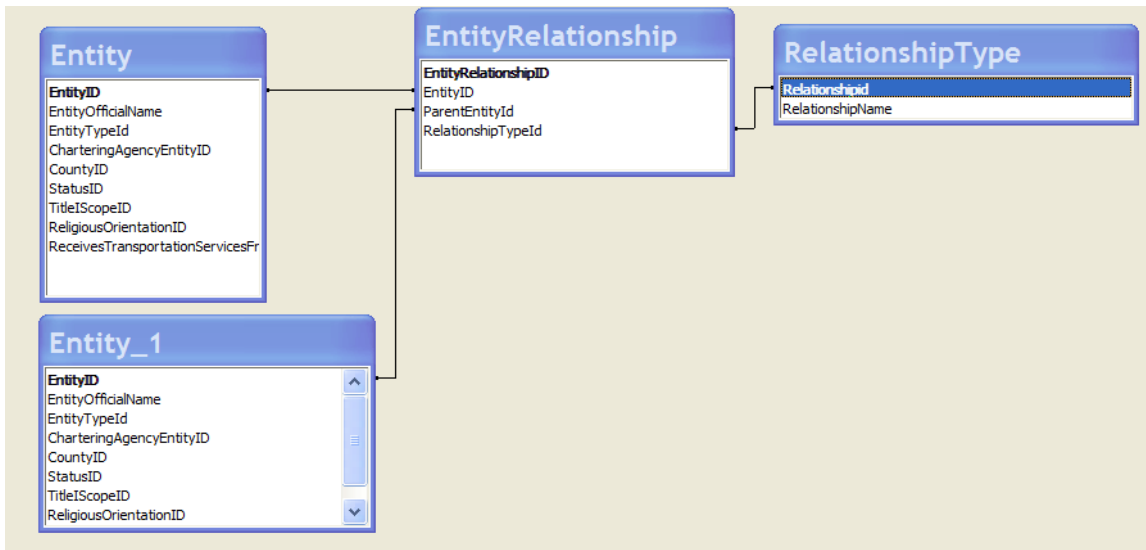 Entity
EntityID
EntityOfficialName
EntityTypeId
CharteringAgencyEntityID
CountyID
StatusID
TitleIScopeID
ReligiousOrientationID
ReceivesTransportationServicesFr
EntityRelationship
EntityRelationshipID
EntityID
ParentEntityId
RelationshipTypeId
RelationshipType
Relationshipid
RelationshipName
Entity_1
EntityID
EntityOfficialName
EntityTypeId
CharteringAgencyEntityID
CountyID
StatusID
TitleIScopeID
ReligiousOrientationID